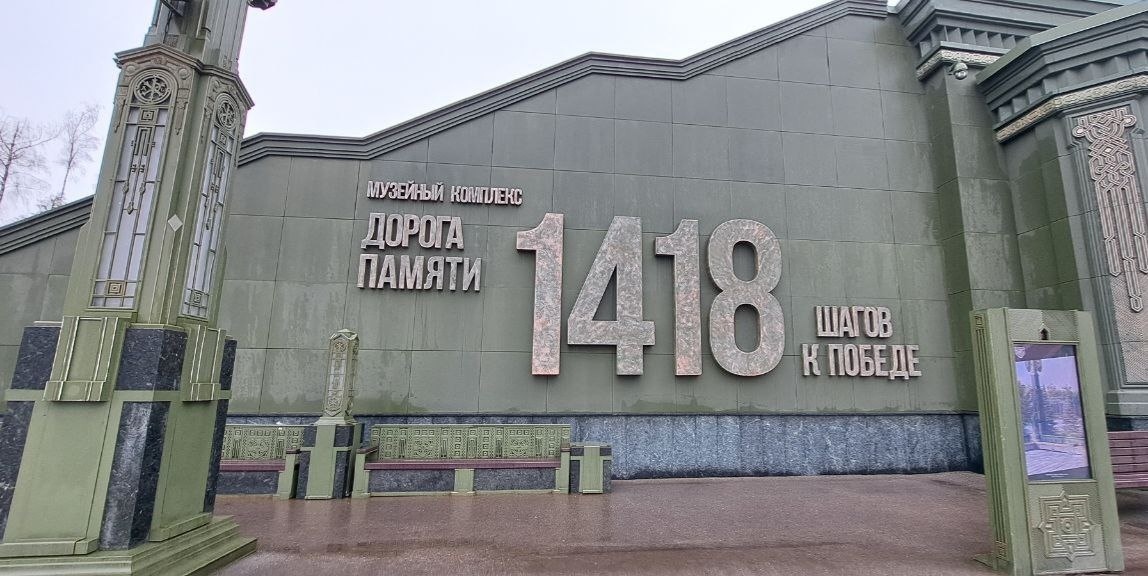 МУЗЕЙНЫЙ КОМПЛЕКС
ДОРОГА
ПАМЯТИ
1418
ШАГОВ
К ПОБЕДЕ